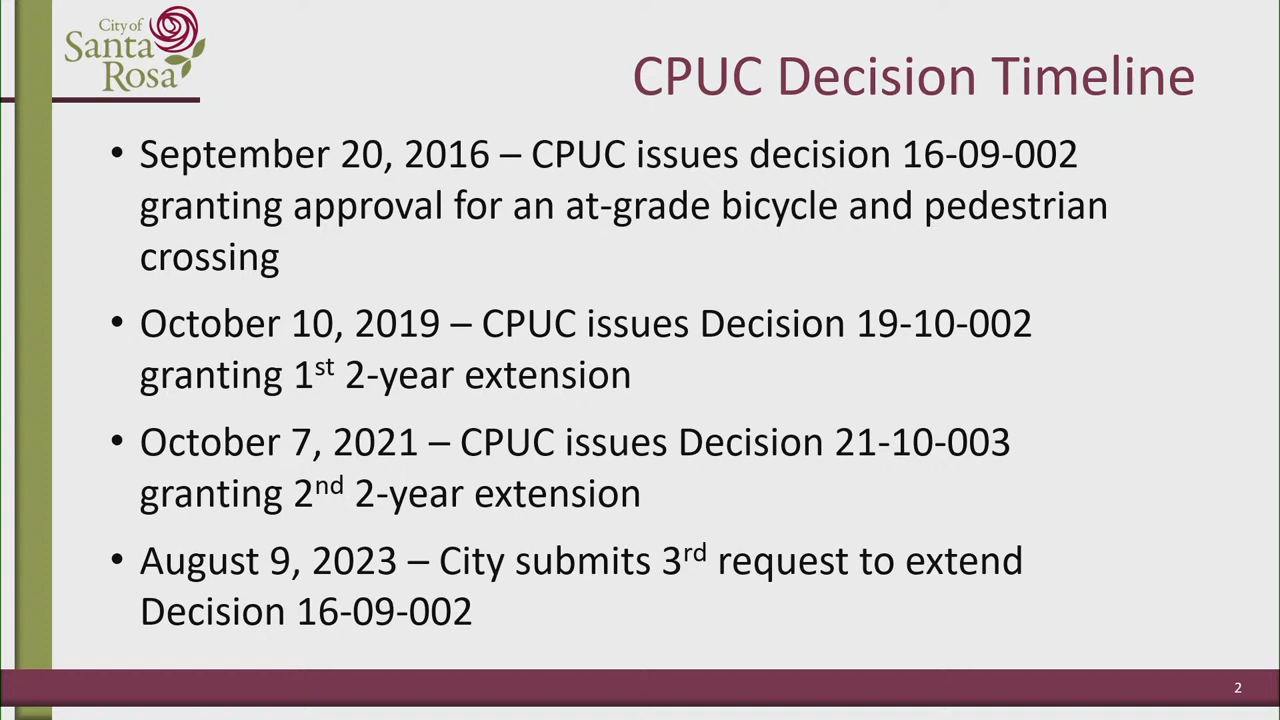 City of
Santa
Rosa
CPUC Decision Timeline
• September 20, 2016 – CPUC issues decision 16-09-002
granting approval for an at-grade bicycle and pedestrian
crossing
• October 10, 2019 – CPUC issues Decision 19-10-002
granting 1st 2-year extension
• October 7, 2021 – CPUC issues Decision 21-10-003
granting 2nd 2-year extension
• August 9, 2023 – City submits 3rd request to extend
Decision 16-09-002
2